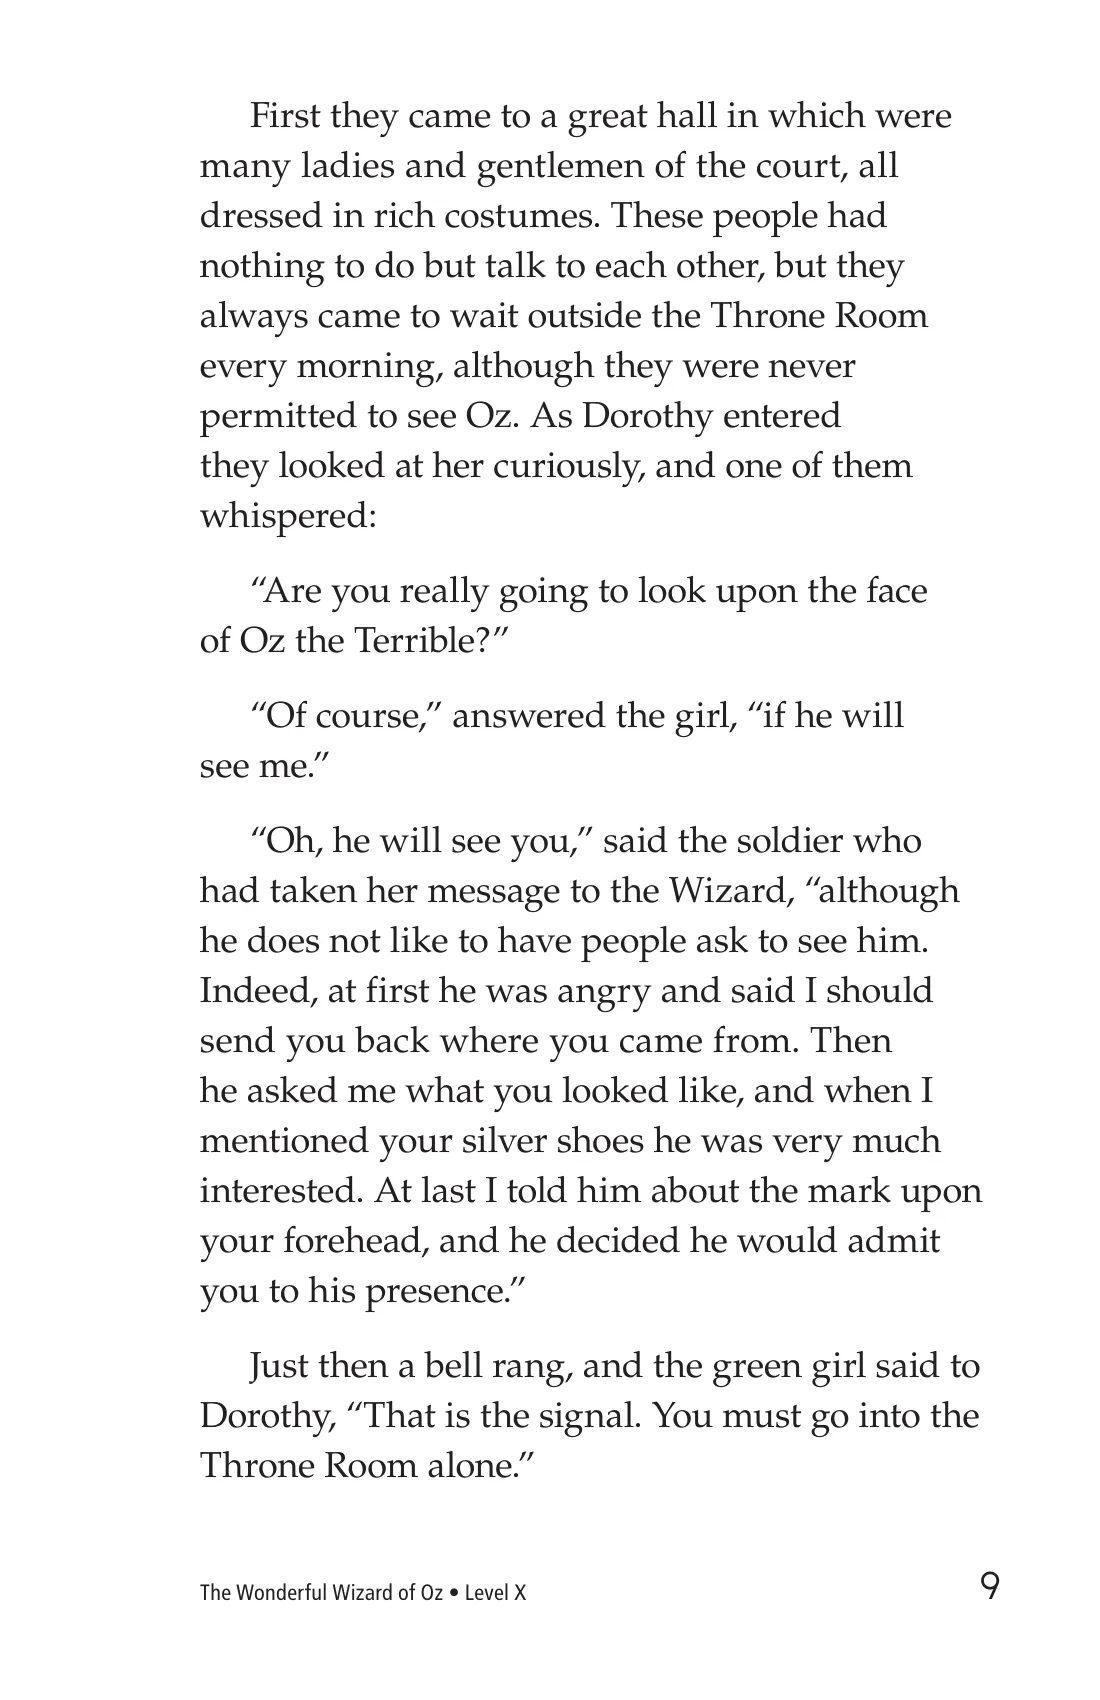 First they came to a great hall in which were
many ladies and gentlemen of the court, all
dressed in rich costumes. These people had
nothing to do but talk to each other, but they
always came to wait outside the Throne Room
every morning, although they were never
permitted to see Oz. As Dorothy entered
they looked at her curiously, and one of them
whispered:
“Are you really going to look upon the face
of Oz the Terrible?”
“Of course,” answered the girl, “if he will
see me.”
“Oh, he will see you,” said the soldier who
had taken her message to the Wizard, “although
he does not like to have people ask to see him.
Indeed, at first he was angry and said I should
send you back where you came from. Then
he asked me what you looked like, and when I
mentioned your silver shoes he was very much
interested. At last I told him about the mark upon
your forehead, and he decided he would admit
you to his presence.”
Just then a bell rang, and the green girl said to
Dorothy, “That is the signal. You must go into the
Throne Room alone.”
The Wonderful Wizard of Oz • Level X
9